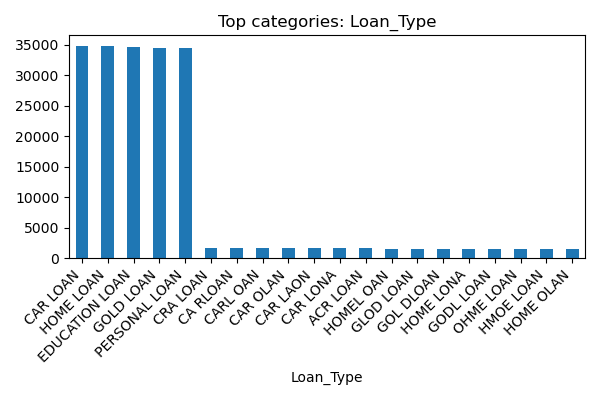 Top categories: Loan_Type
35000
30000
25000
20000
15000
10000
5000
0
CAR LOAN
HOME LOAN
EDUCATION LOAN
GOLD LOAN
PERSONAL LOAN
CRA LOAN
CA RLOAN
CARL OAN
CAR OLAN
CAR LAON
CAR LONA
ACR LOAN
HOMEL OAN
GLOD LOAN
GOL DLOAN
HOME LONA
GODL LOAN
OHME LOAN
HMOE LOAN
HOME OLAN
Loan_Type